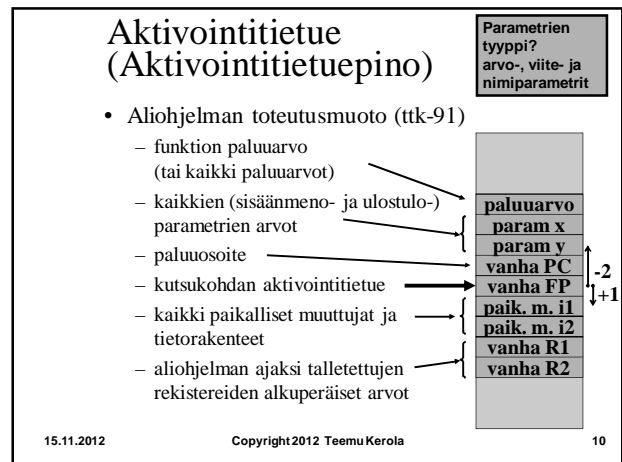 Aktivointitietue
(Aktivointitietuepino)
Parametrien
tyyppi?
arvo-, viite- ja
nimiparametrit
• Aliohjelman toteutusmuoto (ttk-91)
– funktion paluuarvo
(tai kaikki paluuarvot)
– kaikkien (sisäänmeno- ja ulostulo-)
parametrien arvot
– paluuosoite
– kutsukohdan aktivointitietue
– kaikki paikalliset muuttujat ja
tietorakenteet
– aliohjelman ajaksi talletettujen
rekistereiden alkuperäiset arvot
paluuarvo
param x
param y
vanha PC
vanha FP
paik. m. i1
paik. m. i2
vanha R1
vanha R2
-2
+1
15.11.2012
Copyright 2012 Teemu Kerola
10